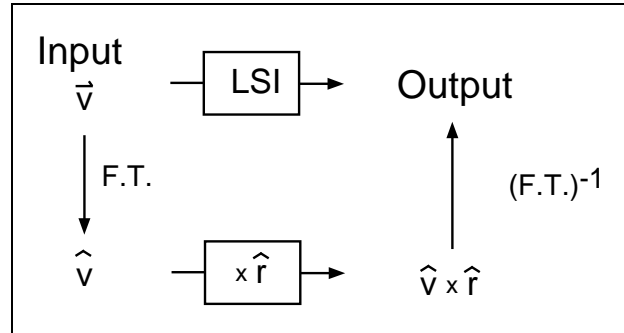 Input
v⃗ LSI Output
F.T. (F.T.)⁻¹
v̂ × r̂ v̂ × r̂